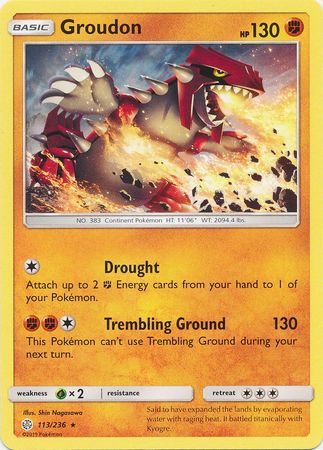 BASIC Groudon HP 130
NO. 383 Continent Pokémon HT: 11'06" WT: 2094.4 lbs.
Drought
Attach up to 2 Energy cards from your hand to 1 of
your Pokémon.
Trembling Ground 130
This Pokémon can't use Trembling Ground during your
next turn.
weakness ×2 resistance retreat
Illus. Shin Nagasawa
113/236 ★
©2019 Pokémon
Said to have expanded the lands by evaporating
water with raging heat. It battled titanically with
Kyogre.